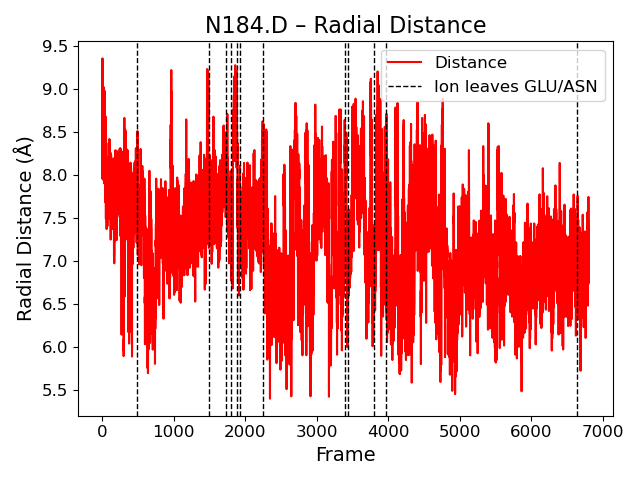 N184.D – Radial Distance
9.5
9.0
8.5
8.0
7.5
7.0
6.5
6.0
5.5
Radial Distance (Å)
Distance
Ion leaves GLU/ASN
0 1000 2000 3000 4000 5000 6000 7000
Frame